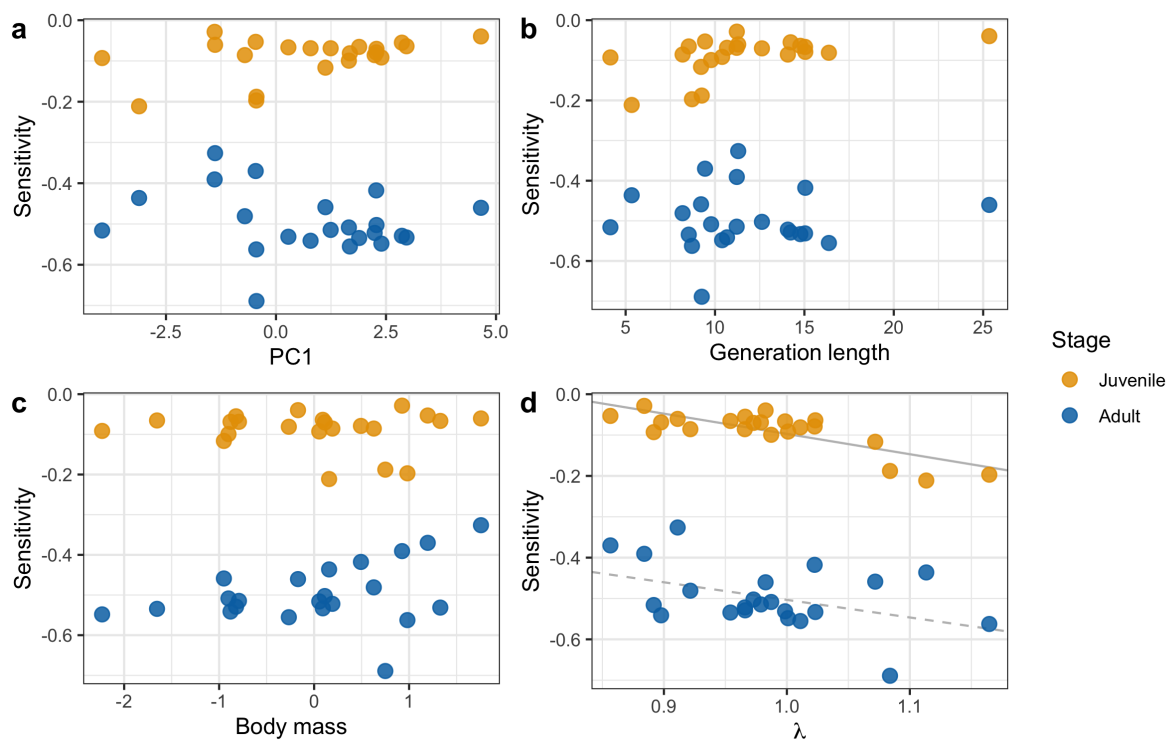 a
0.0
-0.2
-0.4
-0.6
Sensitivity
-2.5
0.0
2.5
5.0
PC1
b
0.0
-0.2
-0.4
-0.6
Sensitivity
5
10
15
20
25
Generation length
c
0.0
-0.2
-0.4
-0.6
Sensitivity
-2
-1
0
1
Body mass
d
0.0
-0.2
-0.4
-0.6
Sensitivity
0.9
1.0
1.1
λ
Stage
Juvenile
Adult